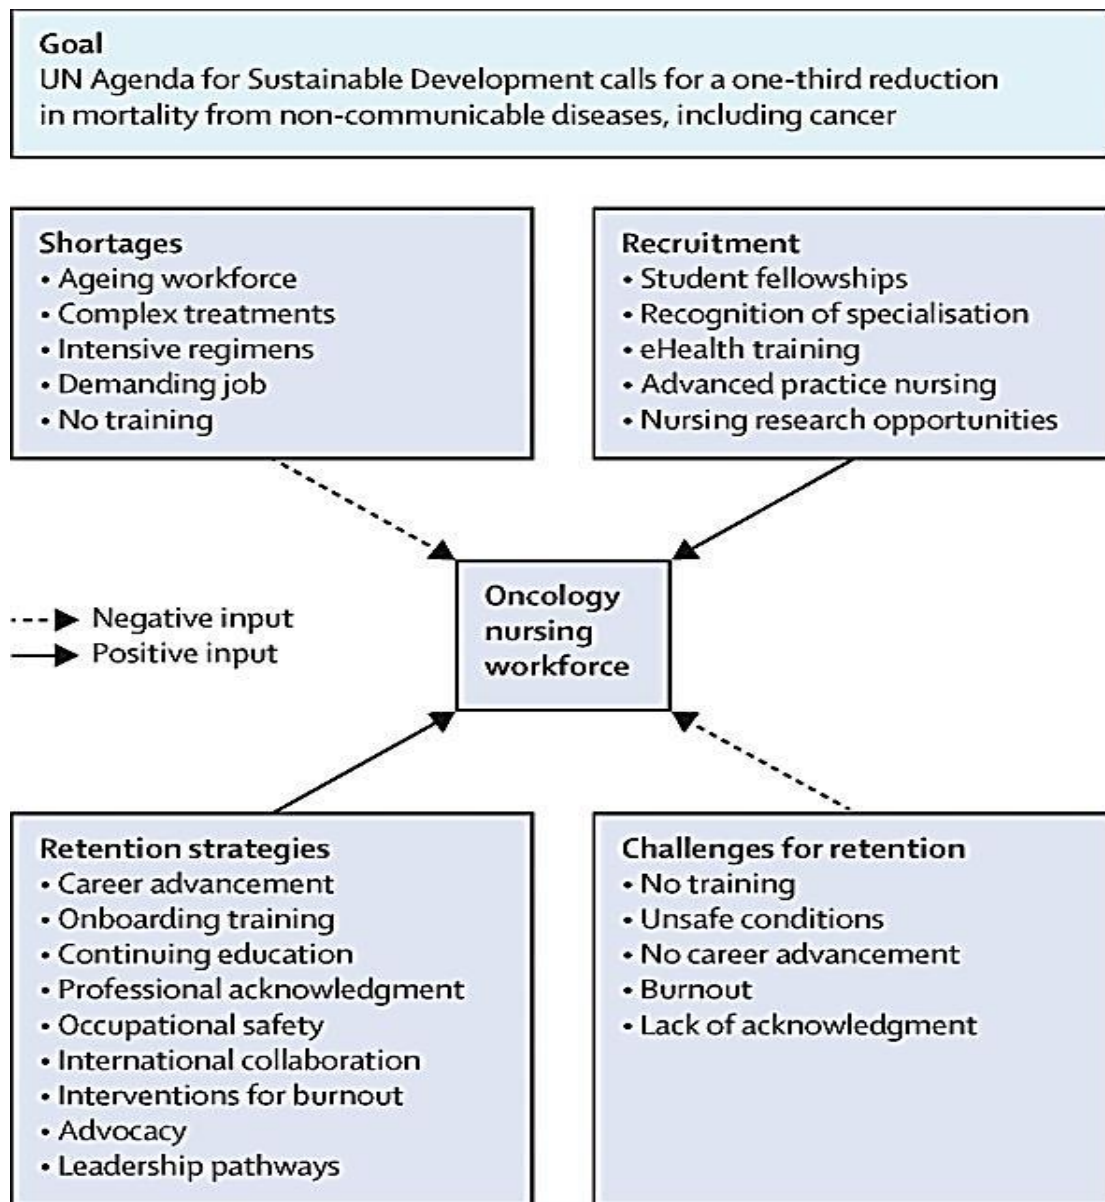 Goal
UN Agenda for Sustainable Development calls for a one-third reduction
in mortality from non-communicable diseases, including cancer
Shortages
• Ageing workforce
• Complex treatments
• Intensive regimens
• Demanding job
• No training
Recruitment
• Student fellowships
• Recognition of specialisation
• eHealth training
• Advanced practice nursing
• Nursing research opportunities
Oncology
nursing
workforce
Negative input
Positive input
Retention strategies
• Career advancement
• Onboarding training
• Continuing education
• Professional acknowledgment
• Occupational safety
• International collaboration
• Interventions for burnout
• Advocacy
• Leadership pathways
Challenges for retention
• No training
• Unsafe conditions
• No career advancement
• Burnout
• Lack of acknowledgment